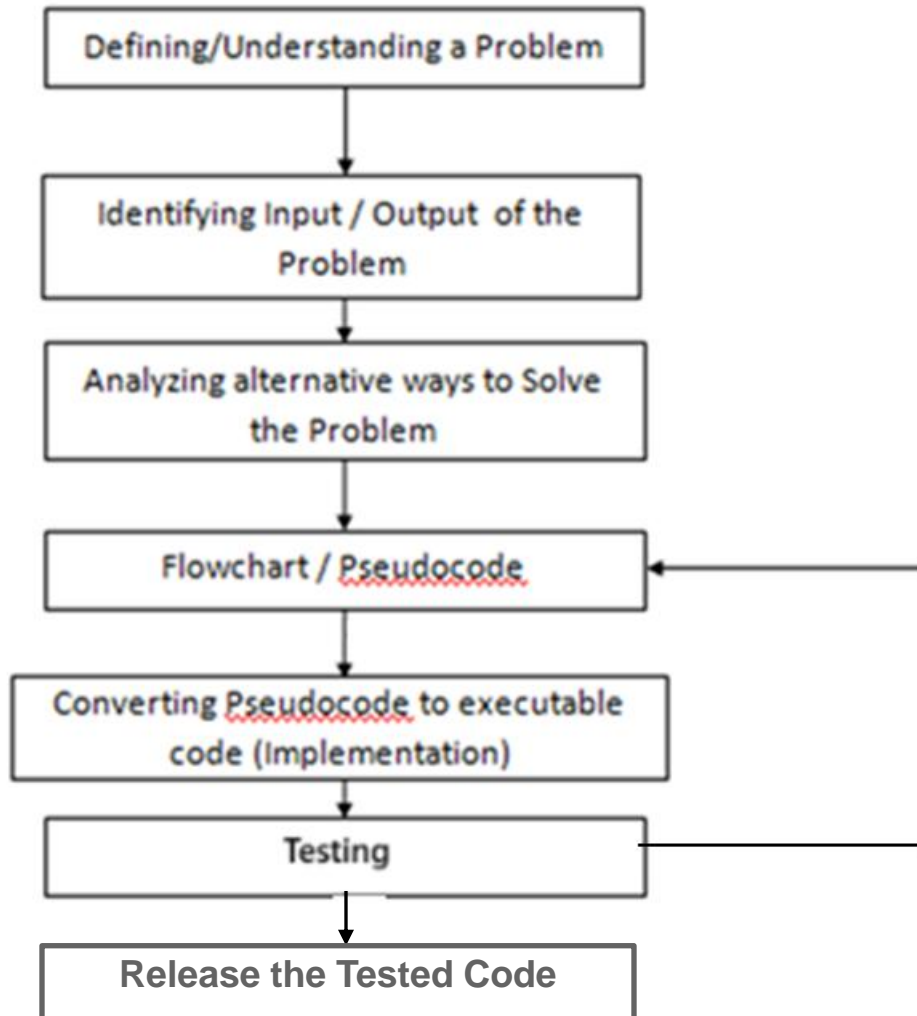 Defining/Understanding a Problem
Identifying Input / Output of the
Problem
Analyzing alternative ways to Solve
the Problem
Flowchart / Pseudocode
Converting Pseudocode to executable
code (Implementation)
Testing
Release the Tested Code